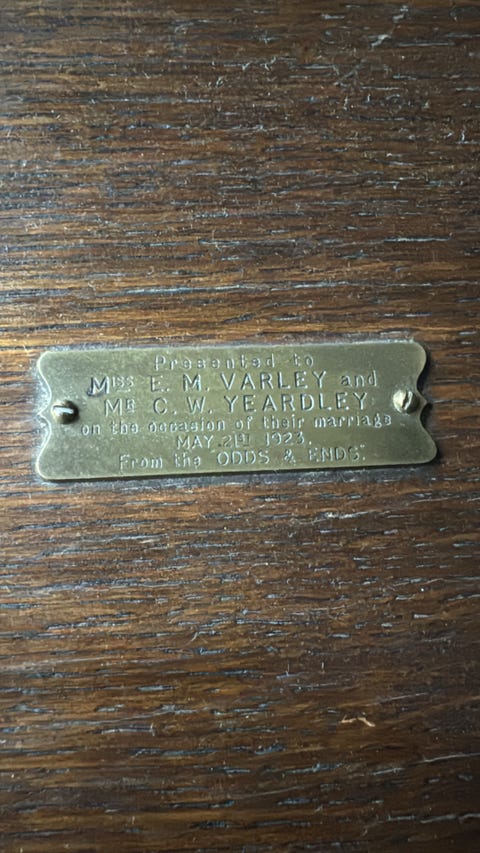 Presented to
Miss E. M. VARLEY and
Mr C. W. YEARDLEY
on the occasion of their marriage
MAY. 21st 1923.
From the "ODDS & ENDS".